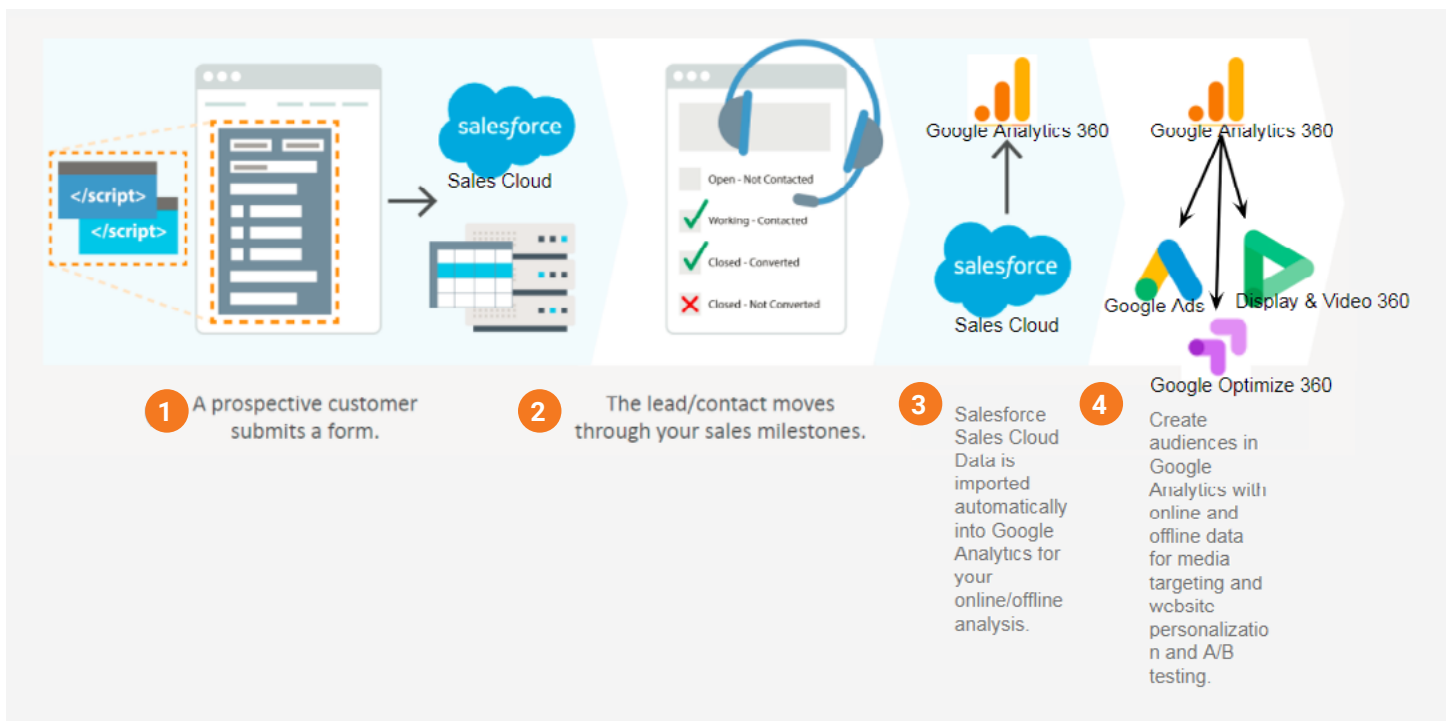 </script>
</script>
salesforce
Sales Cloud
Open - Not Contacted
Working - Contacted
Closed - Converted
Closed - Not Converted
Google Analytics 360
salesforce
Sales Cloud
Google Analytics 360
Google Ads
Display & Video 360
Google Optimize 360
1
A prospective customer
submits a form.
2
The lead/contact moves
through your sales milestones.
3
Salesforce
Sales Cloud
Data is
imported
automatically
into Google
Analytics for
your
online/offline
analysis.
4
Create
audiences in
Google
Analytics with
online and
offline data
for media
targeting and
website
personalizatio
n and A/B
testing.